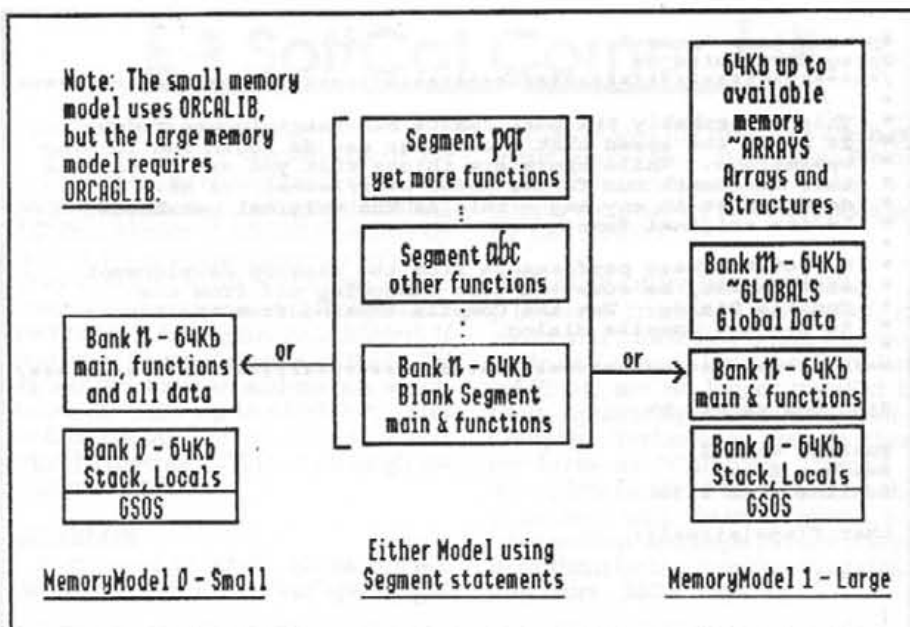 Note: The small memory
model uses ORCALIB,
but the large memory
model requires
ORCAGLIB.
Bank n - 64Kb
main, functions
and all data
Bank 0 - 64Kb
Stack, Locals
GSOS
MemoryModel 0 - Small
or
Segment pqr
yet more functions
Segment abc
other functions
Bank n - 64Kb
Blank Segment
main & functions
Either Model using
Segment statements
or
64Kb up to
available
memory
~ARRAYS
Arrays and
Structures
Bank m - 64Kb
~GLOBALS
Global Data
Bank n - 64Kb
main & functions
Bank 0 - 64Kb
Stack, Locals
GSOS
MemoryModel 1 - Large